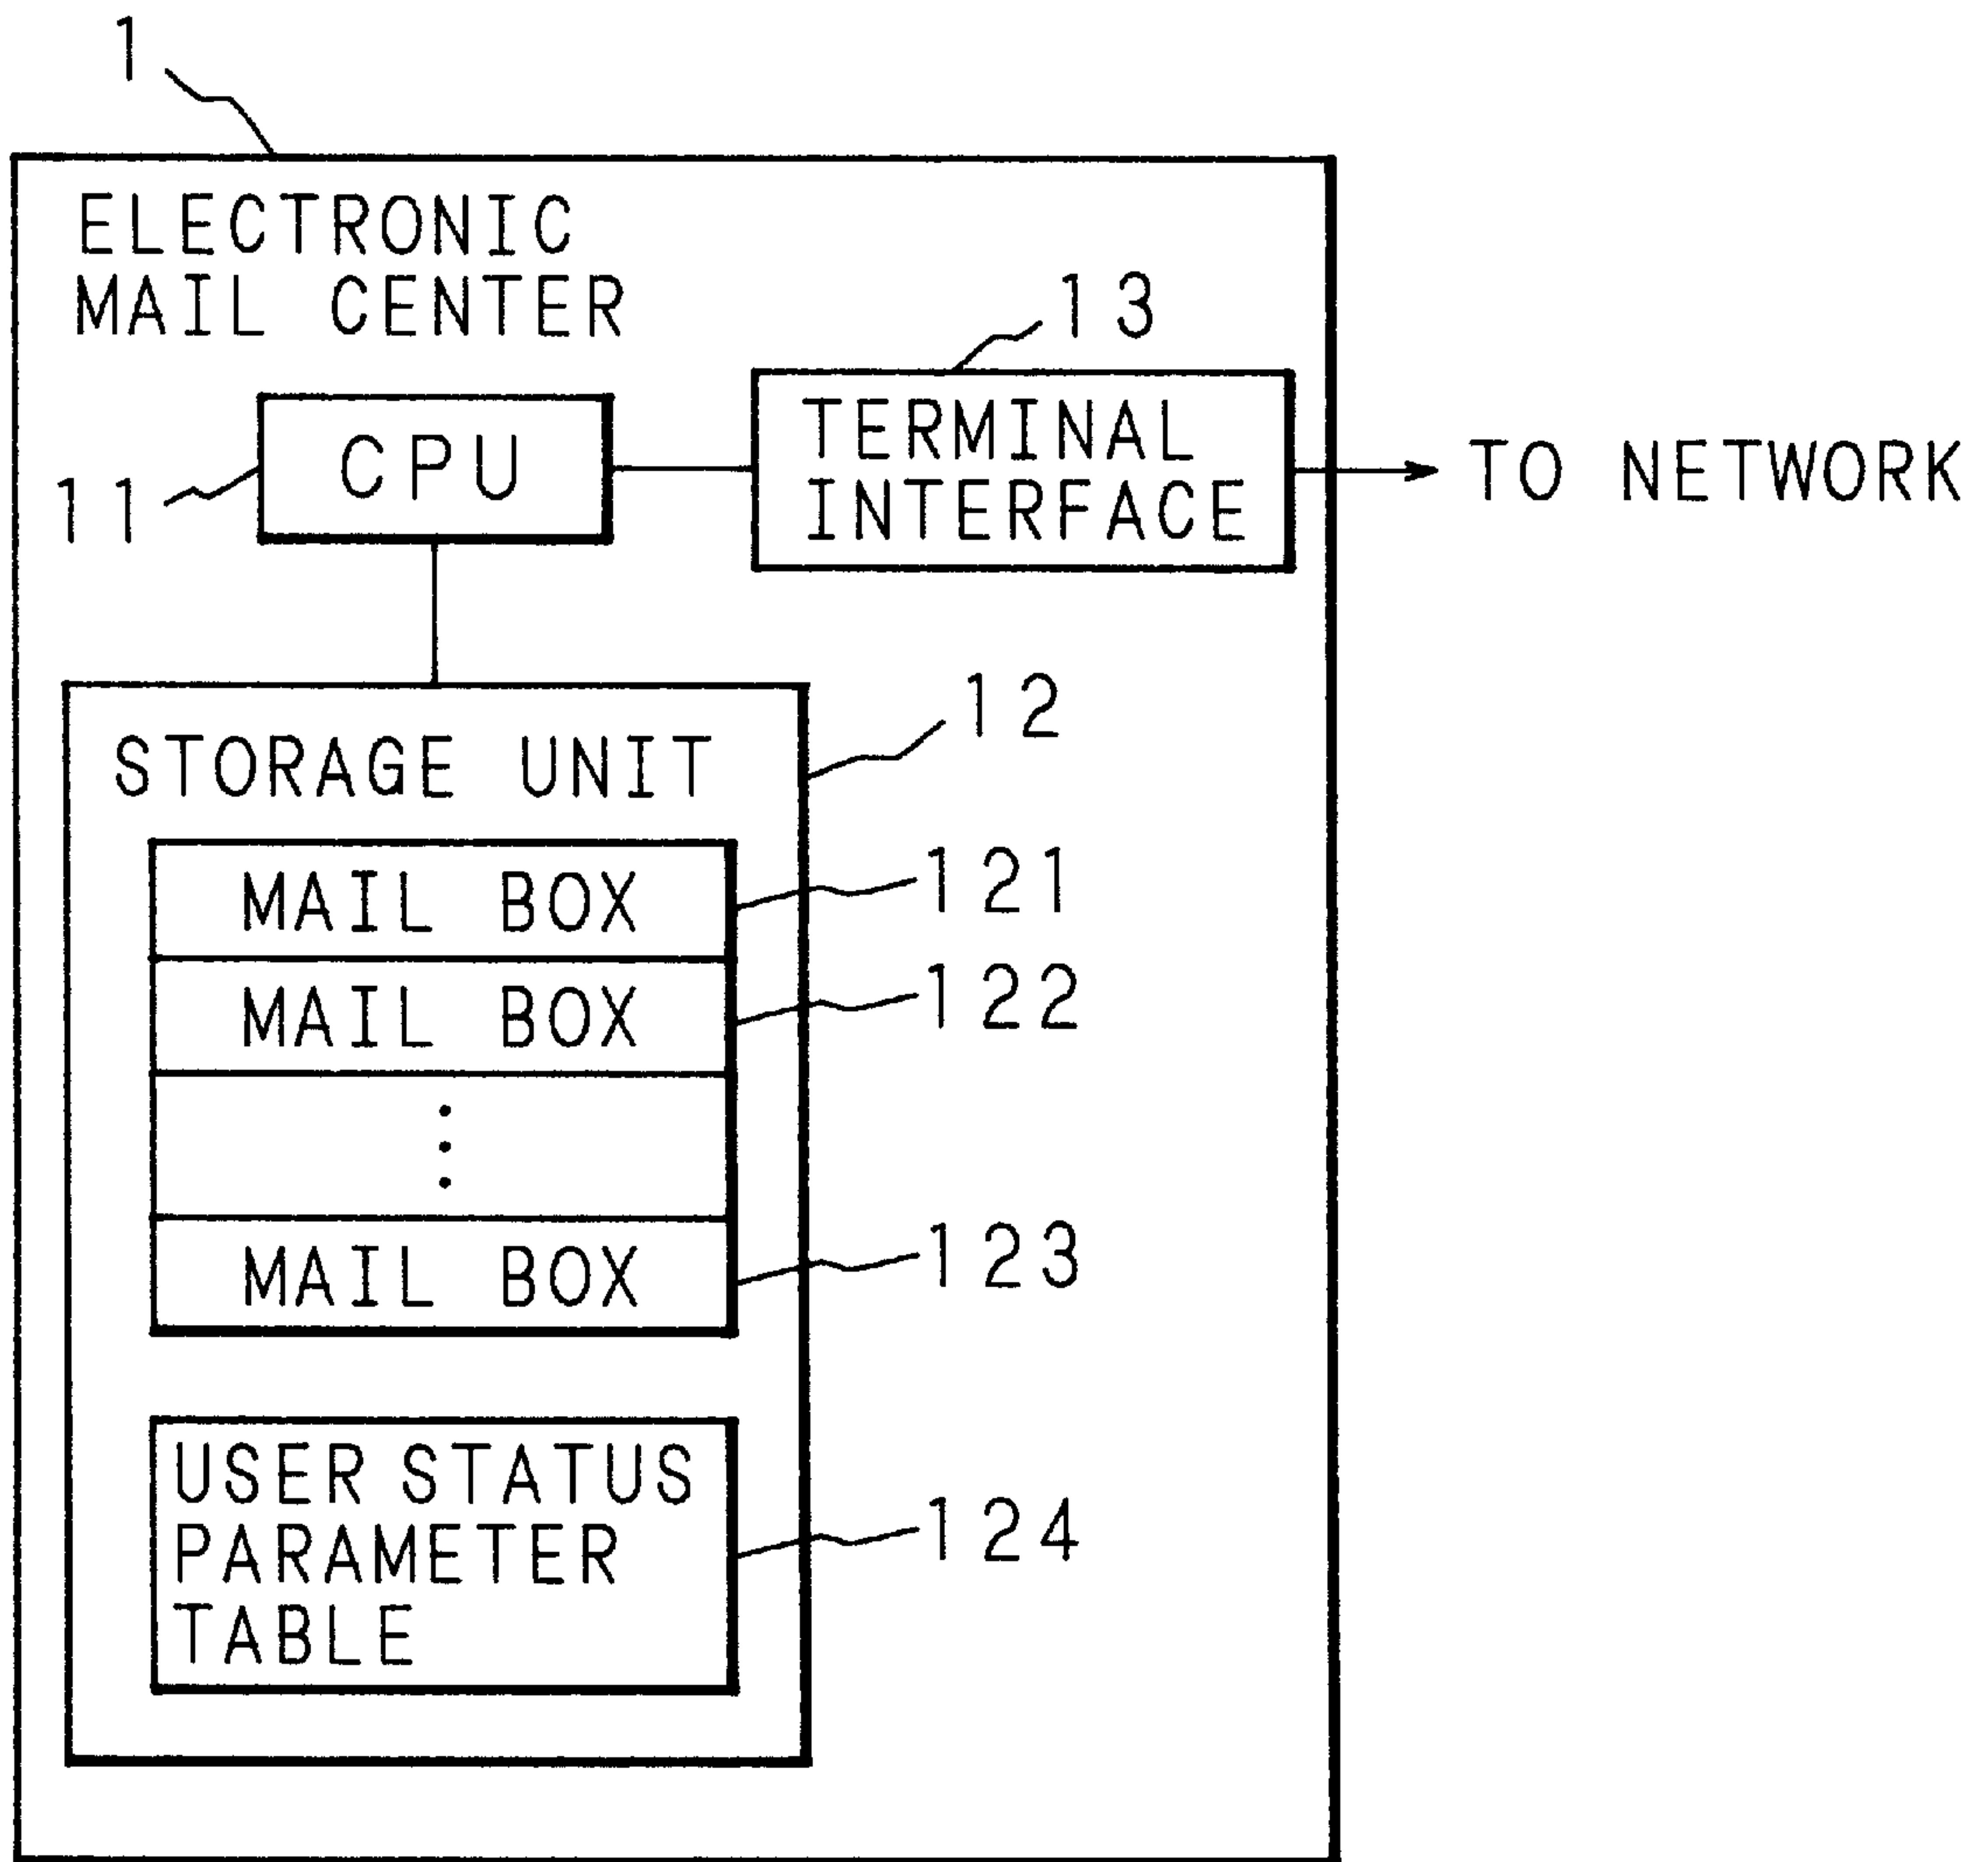 1
ELECTRONIC
MAIL CENTER
13
CPU
TERMINAL
INTERFACE
TO NETWORK
11
12
STORAGE UNIT
MAIL BOX
121
MAIL BOX
122
MAIL BOX
123
USER STATUS
PARAMETER
TABLE
124